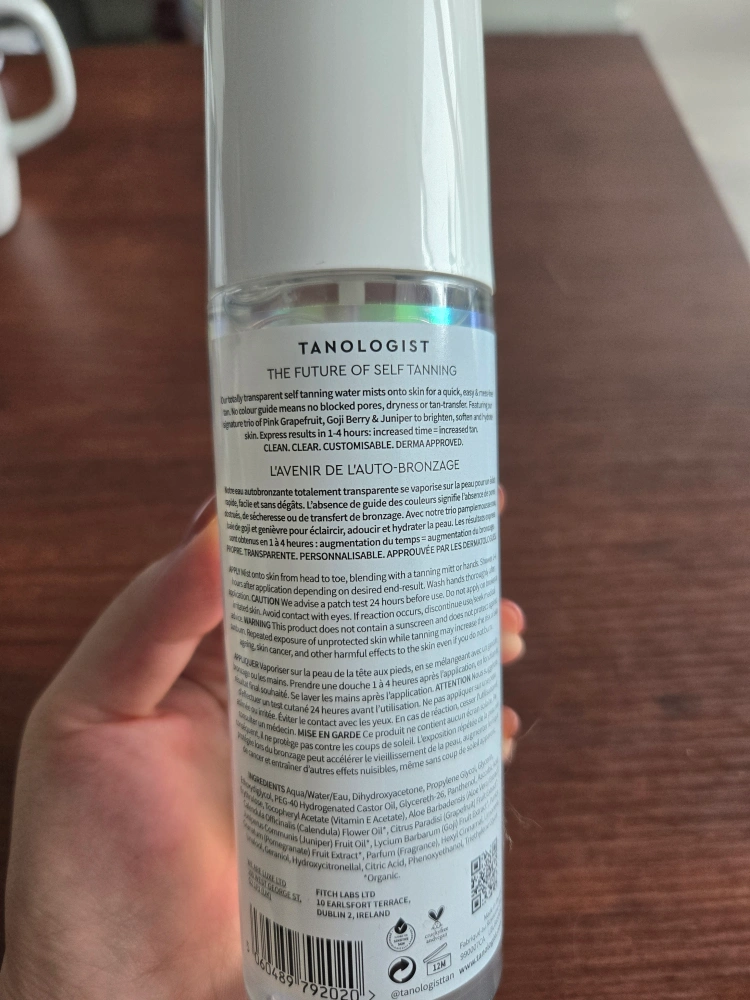 TANOLOGIST
THE FUTURE OF SELF TANNING
totally transparent self tanning water mists onto skin for a quick, easy &
tan. No colour guide means no blocked pores, dryness or tan-transfer. Featuring
signature trio of Pink Grapefruit, Goji Berry & Juniper to brighten, soften and
skin. Express results in 1-4 hours: increased time = increased tan.
CLEAN. CLEAR. CUSTOMISABLE. DERMA APPROVED.
L'AVENIR DE L'AUTO-BRONZAGE
Notre eau autobronzante totalement transparente se vaporise sur la peau pour
rapide, facile et sans dégâts. L'absence de guide des couleurs signifie l'absence de
de sécheresse ou de transfert de bronzage. Avec notre trio pamplemousse
baie de goji et genièvre pour éclaircir, adoucir et hydrater la peau. Les résultats
sont obtenus en 1 à 4 heures : augmentation du temps = augmentation du bronzage.
PROPRE. TRANSPARENTE. PERSONNALISABLE. APPROUVÉE PAR LES
APPLY Mist onto skin from head to toe, blending with a tanning mitt or hands.
hours after application depending on desired end-result. Wash hands thoroughly
application. CAUTION We advise a patch test 24 hours before use. Do not apply
skin. Avoid contact with eyes. If reaction occurs, discontinue use.
advice. WARNING This product does not contain a sunscreen and does not protect
Repeated exposure of unprotected skin while tanning may increase the
ageing, skin cancer, and other harmful effects to the skin even if you do not
APPLIQUER Vaporiser sur la peau de la tête aux pieds, en se mélangeant avec
bronzage ou les mains. Prendre une douche 1 à 4 heures après l'application, en
résultat final souhaité. Se laver les mains après l'application. ATTENTION
d'effectuer un test cutané 24 heures avant l'utilisation. Ne pas appliquer
ou irritée. Éviter le contact avec les yeux. En cas de réaction, cesser
consulter un médecin. MISE EN GARDE Ce produit ne contient aucun écran
ne protège pas contre les coups de soleil. L'exposition répétée de la
lors du bronzage peut accélérer le vieillissement de la peau,
de cancer et entraîner d'autres effets nuisibles, même sans coup de soleil
INGREDIENTS Aqua/Water/Eau, Dihydroxyacetone, Propylene Glycol,
Ethoxydiglycol, PEG-40 Hydrogenated Castor Oil, Glycereth-26, Panthenol,
Tocopheryl Acetate (Vitamin E Acetate), Aloe Barbadensis
Calendula Officinalis (Calendula) Flower Oil*, Citrus Paradisi (Grapefruit)
Juniperus Communis (Juniper) Fruit Oil*, Lycium Barbarum (Goji) Fruit
(Pomegranate) Fruit Extract*, Parfum (Fragrance), Hexyl
Geraniol, Hydroxycitronellal, Citric Acid, Phenoxyethanol,
*Organic.
LUXE LTD
GEORGE ST,
FITCH LABS LTD
10 EARLSFORT TERRACE,
DUBLIN 2, IRELAND
12M
5 060489 792020 >
@tanologisttan